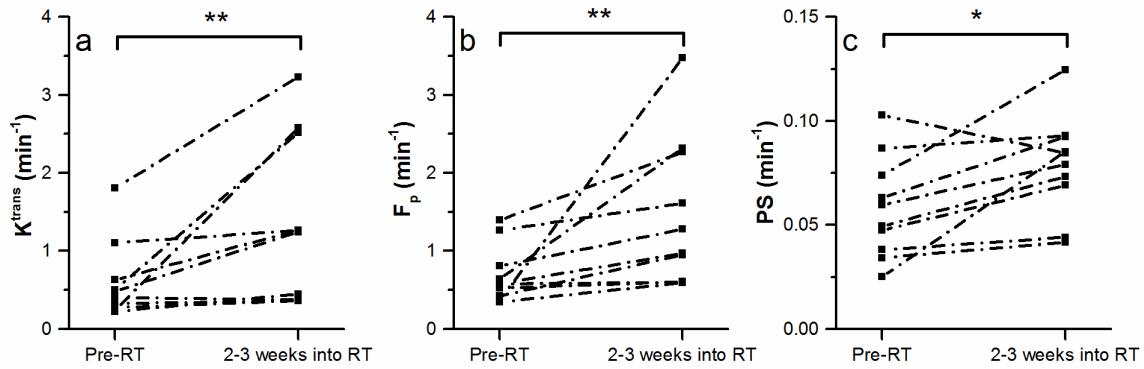 a
**
K^trans (min^-1)
4
3
2
1
0
Pre-RT
2-3 weeks into RT
b
**
F_p (min^-1)
4
3
2
1
0
Pre-RT
2-3 weeks into RT
c
*
PS (min^-1)
0.15
0.10
0.05
0.00
Pre-RT
2-3 weeks into RT